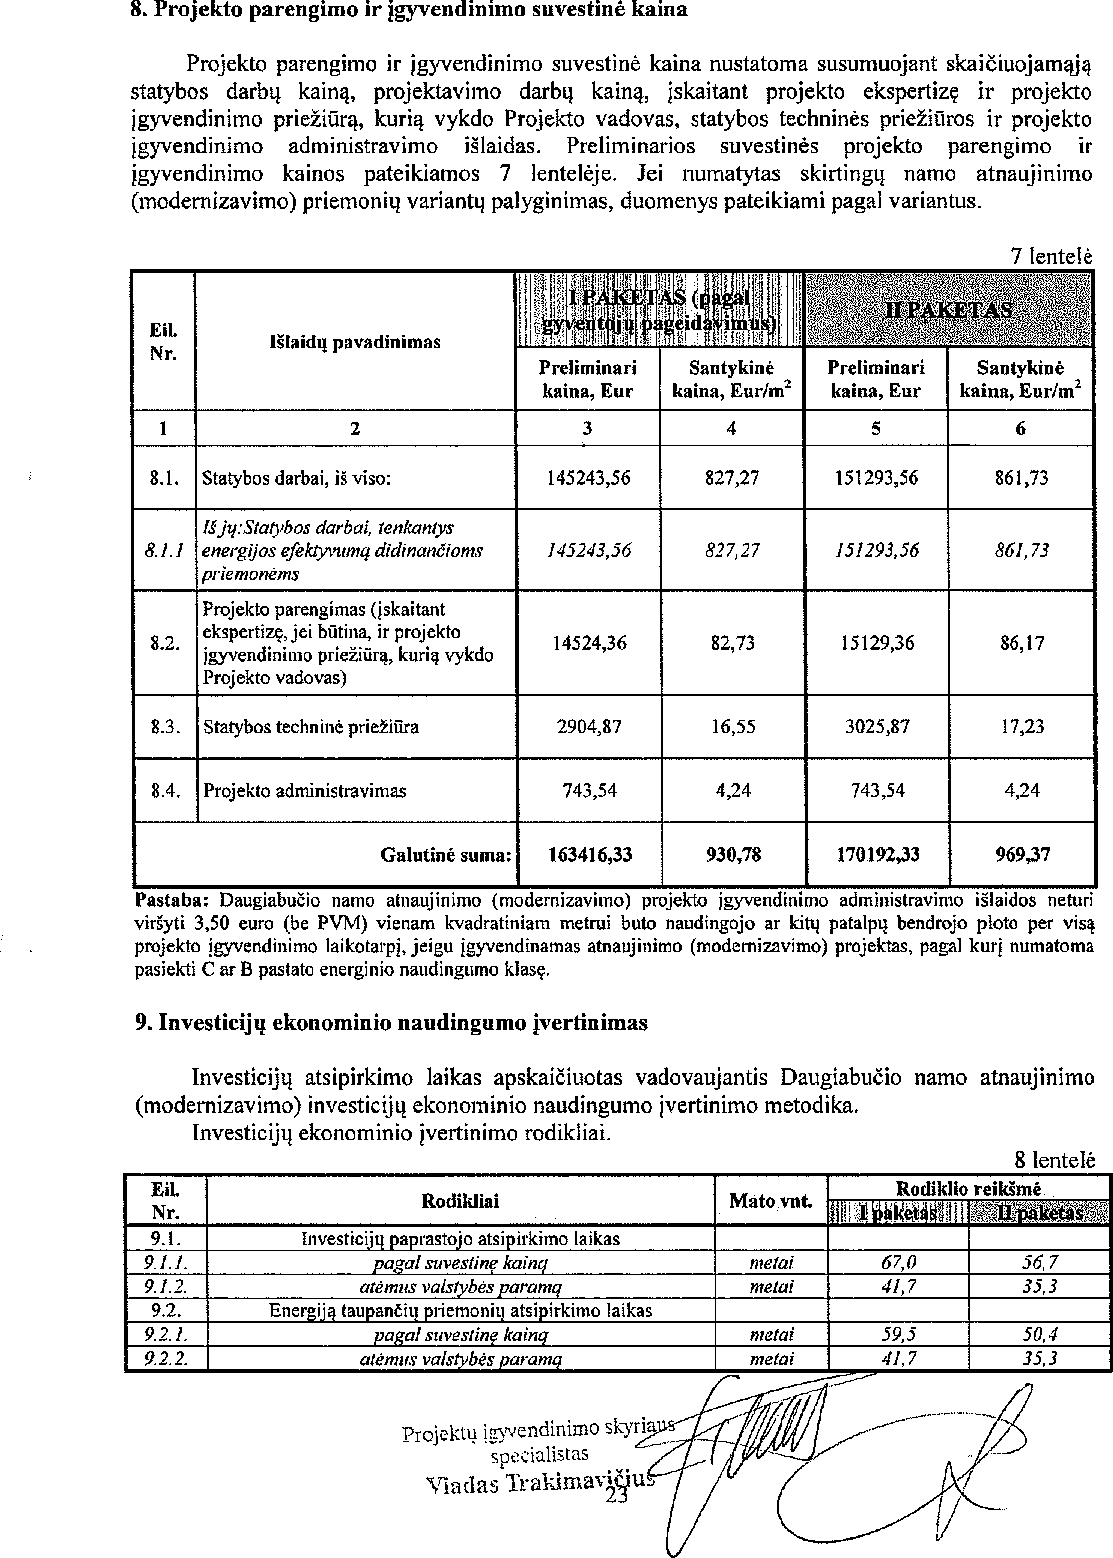 8. Projekto parengimo ir įgyvendinimo suvestinė kaina
Projekto parengimo ir įgyvendinimo suvestinė kaina nustatoma susumuojant skaičiuojamąją
statybos darbų kainą, projektavimo darbų kainą, įskaitant projekto ekspertizę ir projekto
įgyvendinimo priežiūrą, kurią vykdo Projekto vadovas, statybos techninės priežiūros ir projekto
įgyvendinimo administravimo išlaidas. Preliminarios suvestinės projekto parengimo ir
įgyvendinimo kainos pateikiamos 7 lentelėje. Jei numatytas skirtingų namo atnaujinimo
(modernizavimo) priemonių variantų palyginimas, duomenys pateikiami pagal variantus.
7 lentelė
Eil. Nr. Išlaidų pavadinimas I PAKETAS (pagal gyventojų pageidavimus) II PAKETAS
Preliminari kaina, Eur Santykinė kaina, Eur/m² Preliminari kaina, Eur Santykinė kaina, Eur/m²
1 2 3 4 5 6
8.1. Statybos darbai, iš viso: 145243,56 827,27 151293,56 861,73
Iš jų:Statybos darbai, tenkantys
8.1.1 energijos efektyvumą didinančioms 145243,56 827,27 151293,56 861,73
priemonėms
Projekto parengimas (įskaitant
ekspertizę, jei būtina, ir projekto
8.2. įgyvendinimo priežiūrą, kurią vykdo 14524,36 82,73 15129,36 86,17
Projekto vadovas)
8.3. Statybos techninė priežiūra 2904,87 16,55 3025,87 17,23
8.4. Projekto administravimas 743,54 4,24 743,54 4,24
Galutinė suma: 163416,33 930,78 170192,33 969,37
Pastaba: Daugiabučio namo atnaujinimo (modernizavimo) projekto įgyvendinimo administravimo išlaidos neturi
viršyti 3,50 euro (be PVM) vienam kvadratiniam metrui buto naudingojo ar kitų patalpų bendrojo ploto per visą
projekto įgyvendinimo laikotarpį, jeigu įgyvendinamas atnaujinimo (modernizavimo) projektas, pagal kurį numatoma
pasiekti C ar B pastato energinio naudingumo klasę.
9. Investicijų ekonominio naudingumo įvertinimas
Investicijų atsipirkimo laikas apskaičiuotas vadovaujantis Daugiabučio namo atnaujinimo
(modernizavimo) investicijų ekonominio naudingumo įvertinimo metodika.
Investicijų ekonominio įvertinimo rodikliai.
8 lentelė
Eil. Nr. Rodikliai Mato vnt. Rodiklio reikšmė
I paketas II paketas
9.1. Investicijų paprastojo atsipirkimo laikas
9.1.1. pagal suvestinę kainą metai 67,0 56,7
9.1.2. atėmus valstybės paramą metai 41,7 35,3
9.2. Energiją taupančių priemonių atsipirkimo laikas
9.2.1. pagal suvestinę kainą metai 59,5 50,4
9.2.2. atėmus valstybės paramą metai 41,7 35,3
Projektų įgyvendinimo skyriaus
specialistas
Vladas Trakimavičius
23